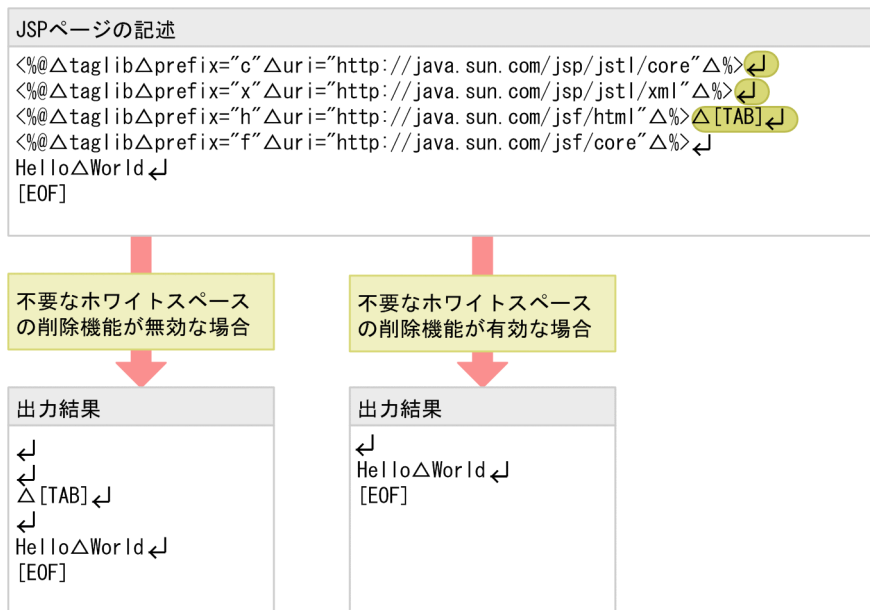 JSPページの記述
<%@△taglib△prefix="c"△uri="http://java.sun.com/jsp/jstl/core"△%>↵
<%@△taglib△prefix="x"△uri="http://java.sun.com/jsp/jstl/xml"△%>↵
<%@△taglib△prefix="h"△uri="http://java.sun.com/jsf/html"△%>△[TAB]↵
<%@△taglib△prefix="f"△uri="http://java.sun.com/jsf/core"△%>↵
Hello△World↵
[EOF]
不要なホワイトスペース
の削除機能が無効な場合
不要なホワイトスペース
の削除機能が有効な場合
出力結果
↵
↵
△[TAB]↵
↵
Hello△World↵
[EOF]
出力結果
↵
Hello△World↵
[EOF]